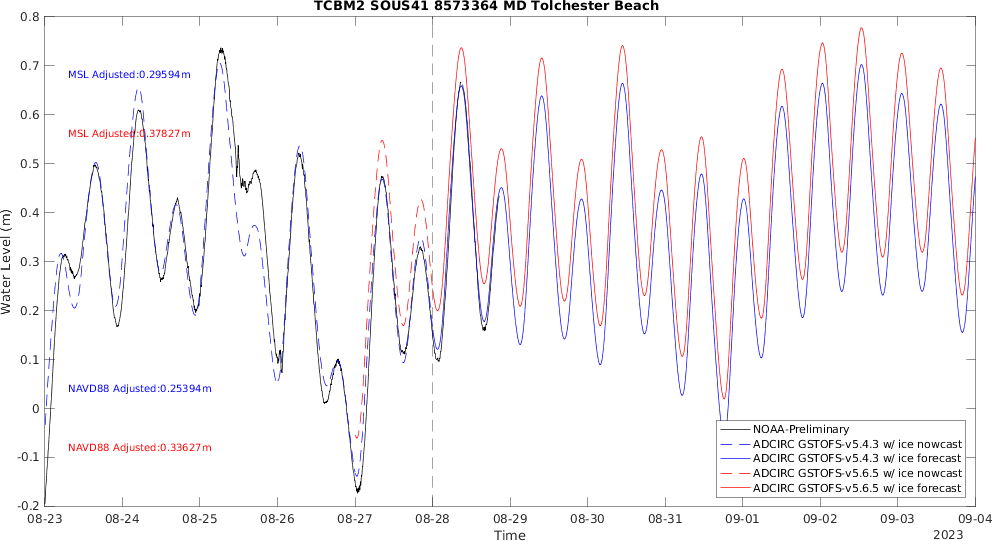 TCBM2 SOUS41 8573364 MD Tolchester Beach
0.8
0.7
0.6
0.5
0.4
0.3
0.2
0.1
0
-0.1
-0.2
Water Level (m)
MSL Adjusted:0.29594m
MSL Adjusted:0.37827m
NAVD88 Adjusted:0.25394m
NAVD88 Adjusted:0.33627m
NOAA-Preliminary
ADCIRC GSTOFS-v5.4.3 w/ ice nowcast
ADCIRC GSTOFS-v5.4.3 w/ ice forecast
ADCIRC GSTOFS-v5.6.5 w/ ice nowcast
ADCIRC GSTOFS-v5.6.5 w/ ice forecast
08-23 08-24 08-25 08-26 08-27 08-28 08-29 08-30 08-31 09-01 09-02 09-03 09-04
Time
2023